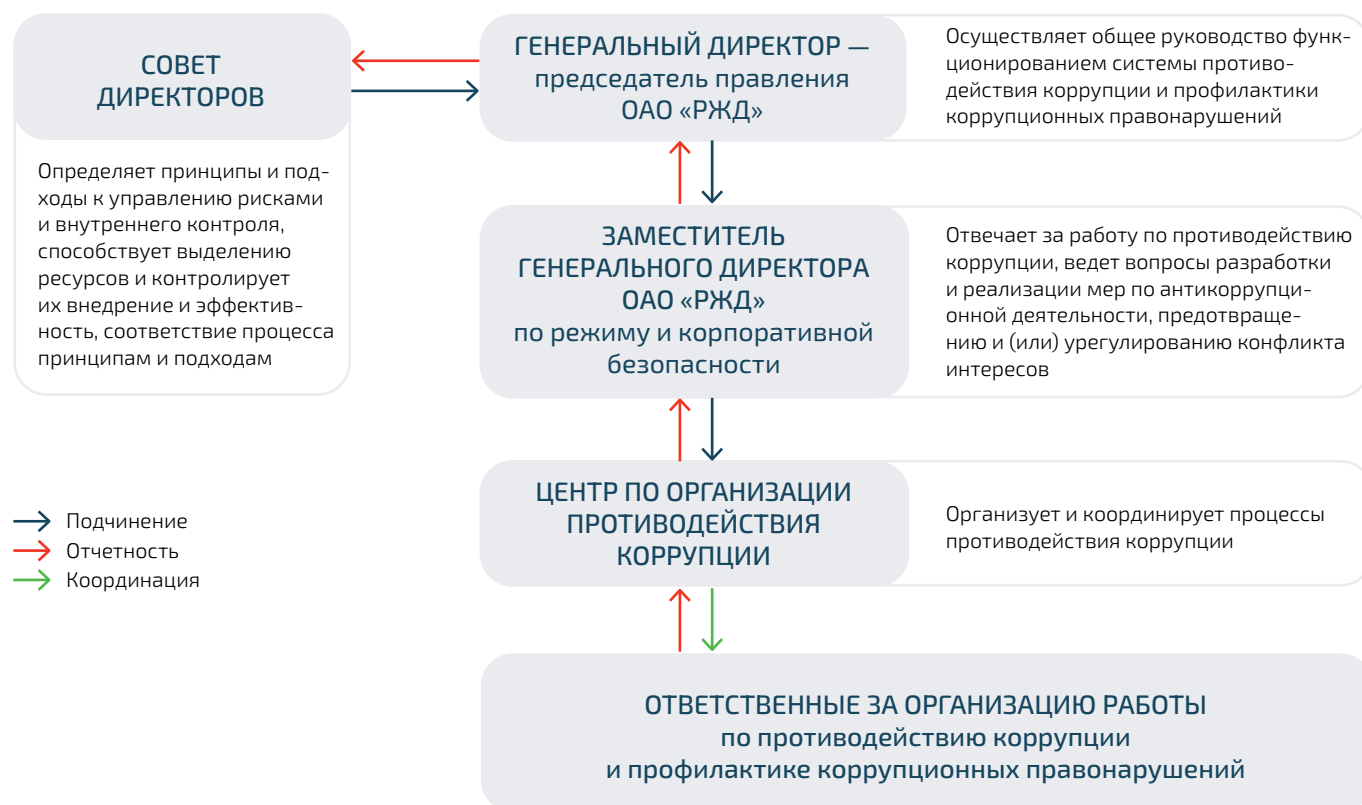 СОВЕТ
ДИРЕКТОРОВ
Определяет принципы и под-
ходы к управлению рисками
и внутреннего контроля,
способствует выделению
ресурсов и контролирует
их внедрение и эффектив-
ность, соответствие процесса
принципам и подходам
ГЕНЕРАЛЬНЫЙ ДИРЕКТОР —
председатель правления
ОАО «РЖД»
Осуществляет общее руководство функ-
ционированием системы противо-
действия коррупции и профилактики
коррупционных правонарушений
ЗАМЕСТИТЕЛЬ
ГЕНЕРАЛЬНОГО ДИРЕКТОРА
ОАО «РЖД»
по режиму и корпоративной
безопасности
Отвечает за работу по противодействию
коррупции, ведет вопросы разработки
и реализации мер по антикоррупци-
онной деятельности, предотвраще-
нию и (или) урегулированию конфликта
интересов
ЦЕНТР ПО ОРГАНИЗАЦИИ
ПРОТИВОДЕЙСТВИЯ
КОРРУПЦИИ
Организует и координирует процессы
противодействия коррупции
Подчинение
Отчетность
Координация
ОТВЕТСТВЕННЫЕ ЗА ОРГАНИЗАЦИЮ РАБОТЫ
по противодействию коррупции
и профилактике коррупционных правонарушений